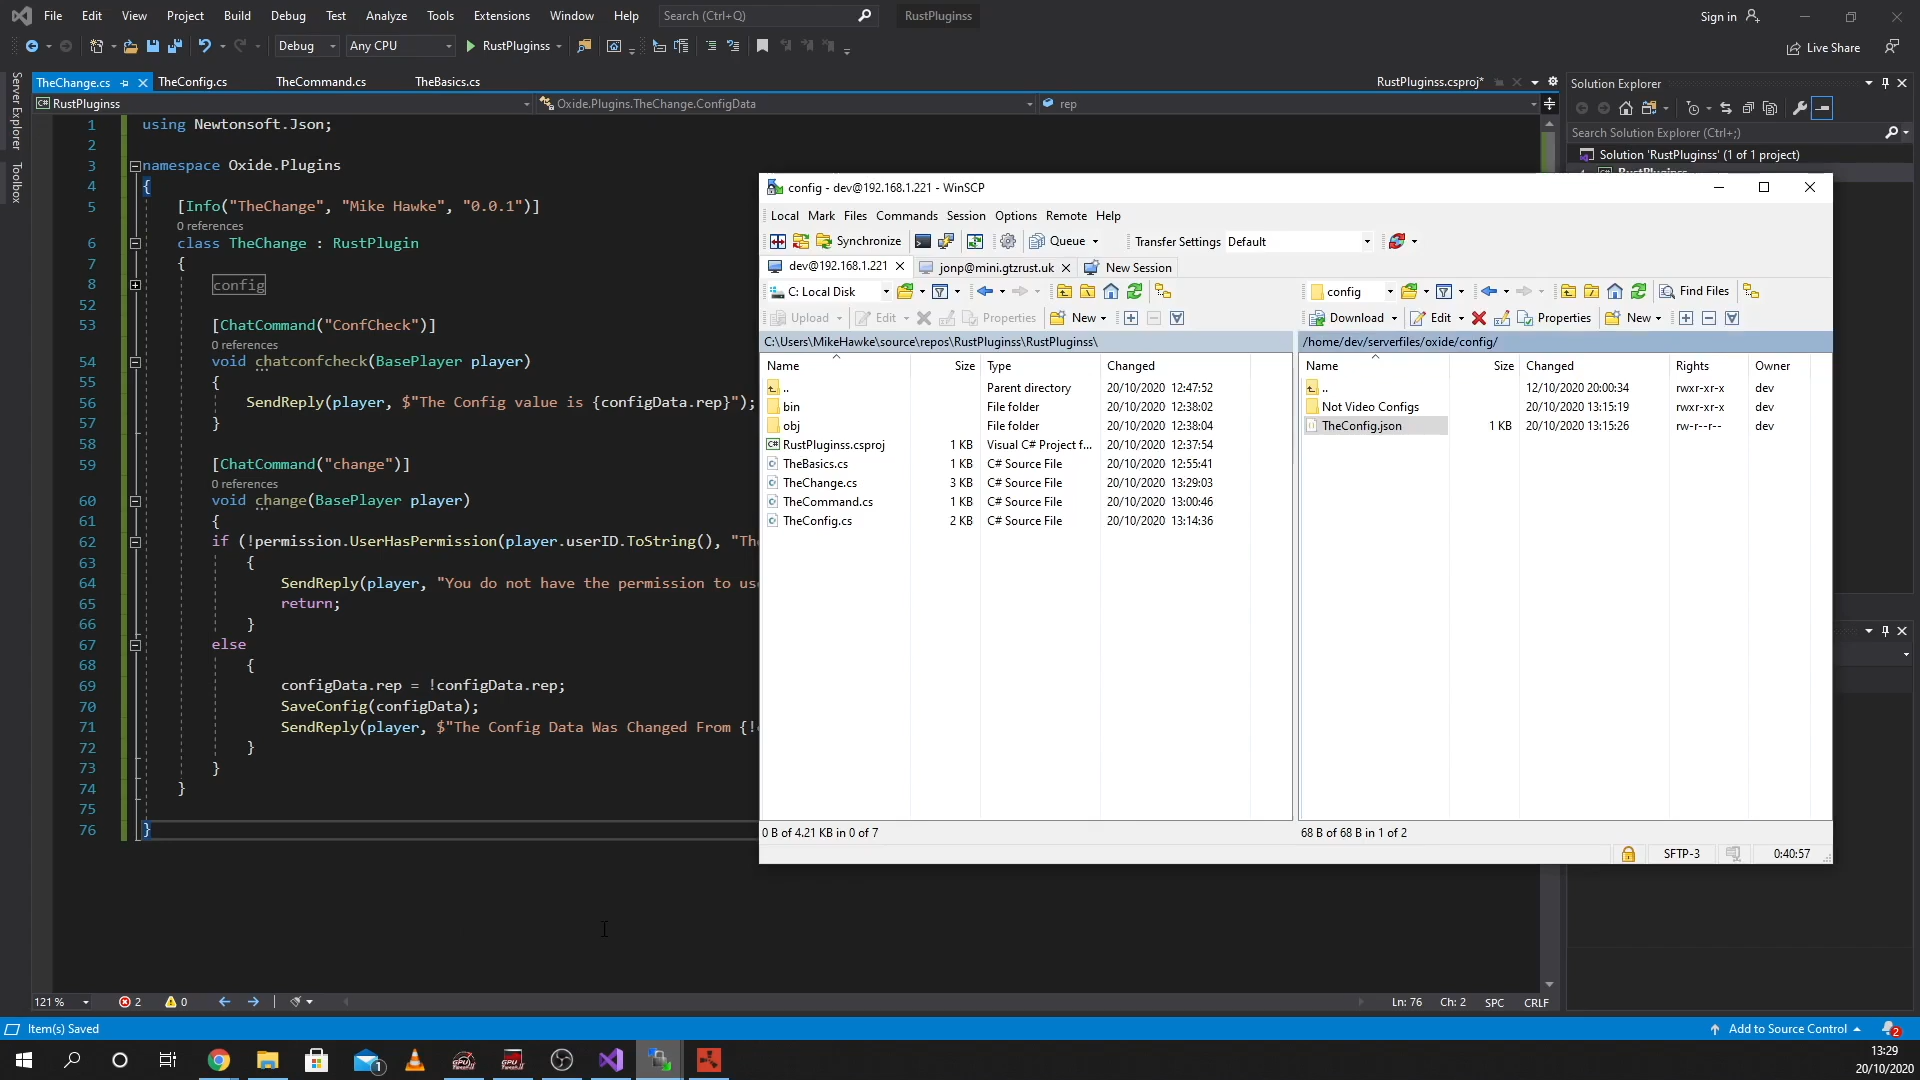 File Edit View Project Build Debug Test Analyze Tools Extensions Window Help Search (Ctrl+Q) RustPluginss Sign in
Debug Any CPU RustPluginss Live Share
TheChange.cs TheConfig.cs TheCommand.cs TheBasics.cs RustPluginss.csproj*
RustPluginss Oxide.Plugins.TheChange.ConfigData rep
Server Explorer
Toolbox
1 using Newtonsoft.Json;
2
3 namespace Oxide.Plugins
4 {
5 [Info("TheChange", "Mike Hawke", "0.0.1")]
0 references
6 class TheChange : RustPlugin
7 {
8 config
52
53 [ChatCommand("ConfCheck")]
0 references
54 void chatconfcheck(BasePlayer player)
55 {
56 SendReply(player, $"The Config value is {configData.rep}");
57 }
58
59 [ChatCommand("change")]
0 references
60 void change(BasePlayer player)
61 {
62 if (!permission.UserHasPermission(player.userID.ToString(), "Th
63 {
64 SendReply(player, "You do not have the permission to us
65 return;
66 }
67 else
68 {
69 configData.rep = !configData.rep;
70 SaveConfig(configData);
71 SendReply(player, $"The Config Data Was Changed From {!
72 }
73 }
74 }
75
76 }
121 % 2 0 Ln: 76 Ch: 2 SPC CRLF
Solution Explorer
Search Solution Explorer (Ctrl+;)
Solution 'RustPluginss' (1 of 1 project)
RustPluginss
config - dev@192.168.1.221 - WinSCP
Local Mark Files Commands Session Options Remote Help
Synchronize Queue Transfer Settings Default
dev@192.168.1.221 jonp@mini.gtzrust.uk New Session
C: Local Disk config Find Files
Upload Edit Properties New Download Edit Properties New
C:\Users\MikeHawke\source\repos\RustPluginss\RustPluginss\
Name Size Type Changed
.. Parent directory 20/10/2020 12:47:52
bin File folder 20/10/2020 12:38:02
obj File folder 20/10/2020 12:38:04
RustPluginss.csproj 1 KB Visual C# Project f... 20/10/2020 12:37:54
TheBasics.cs 1 KB C# Source File 20/10/2020 12:55:41
TheChange.cs 3 KB C# Source File 20/10/2020 13:29:03
TheCommand.cs 1 KB C# Source File 20/10/2020 13:00:46
TheConfig.cs 2 KB C# Source File 20/10/2020 13:14:36
0 B of 4.21 KB in 0 of 7
/home/dev/serverfiles/oxide/config/
Name Size Changed Rights Owner
.. 12/10/2020 20:00:34 rwxr-xr-x dev
Not Video Configs 20/10/2020 13:15:19 rwxr-xr-x dev
TheConfig.json 1 KB 20/10/2020 13:15:26 rw-r--r-- dev
68 B of 68 B in 1 of 2
SFTP-3 0:40:57
Item(s) Saved Add to Source Control 2
1
13:29
20/10/2020